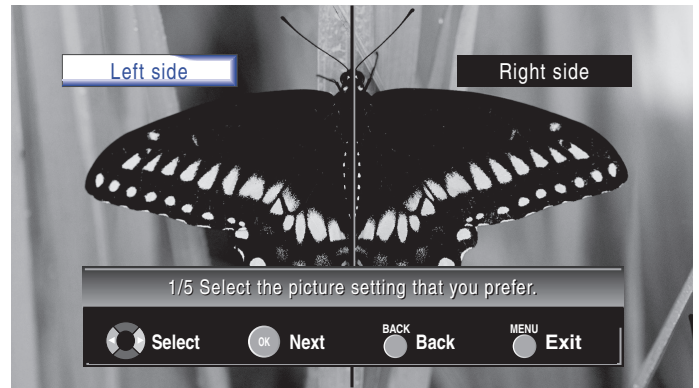 Left side
Right side
1/5 Select the picture setting that you prefer.
Select OK Next BACK Back MENU Exit